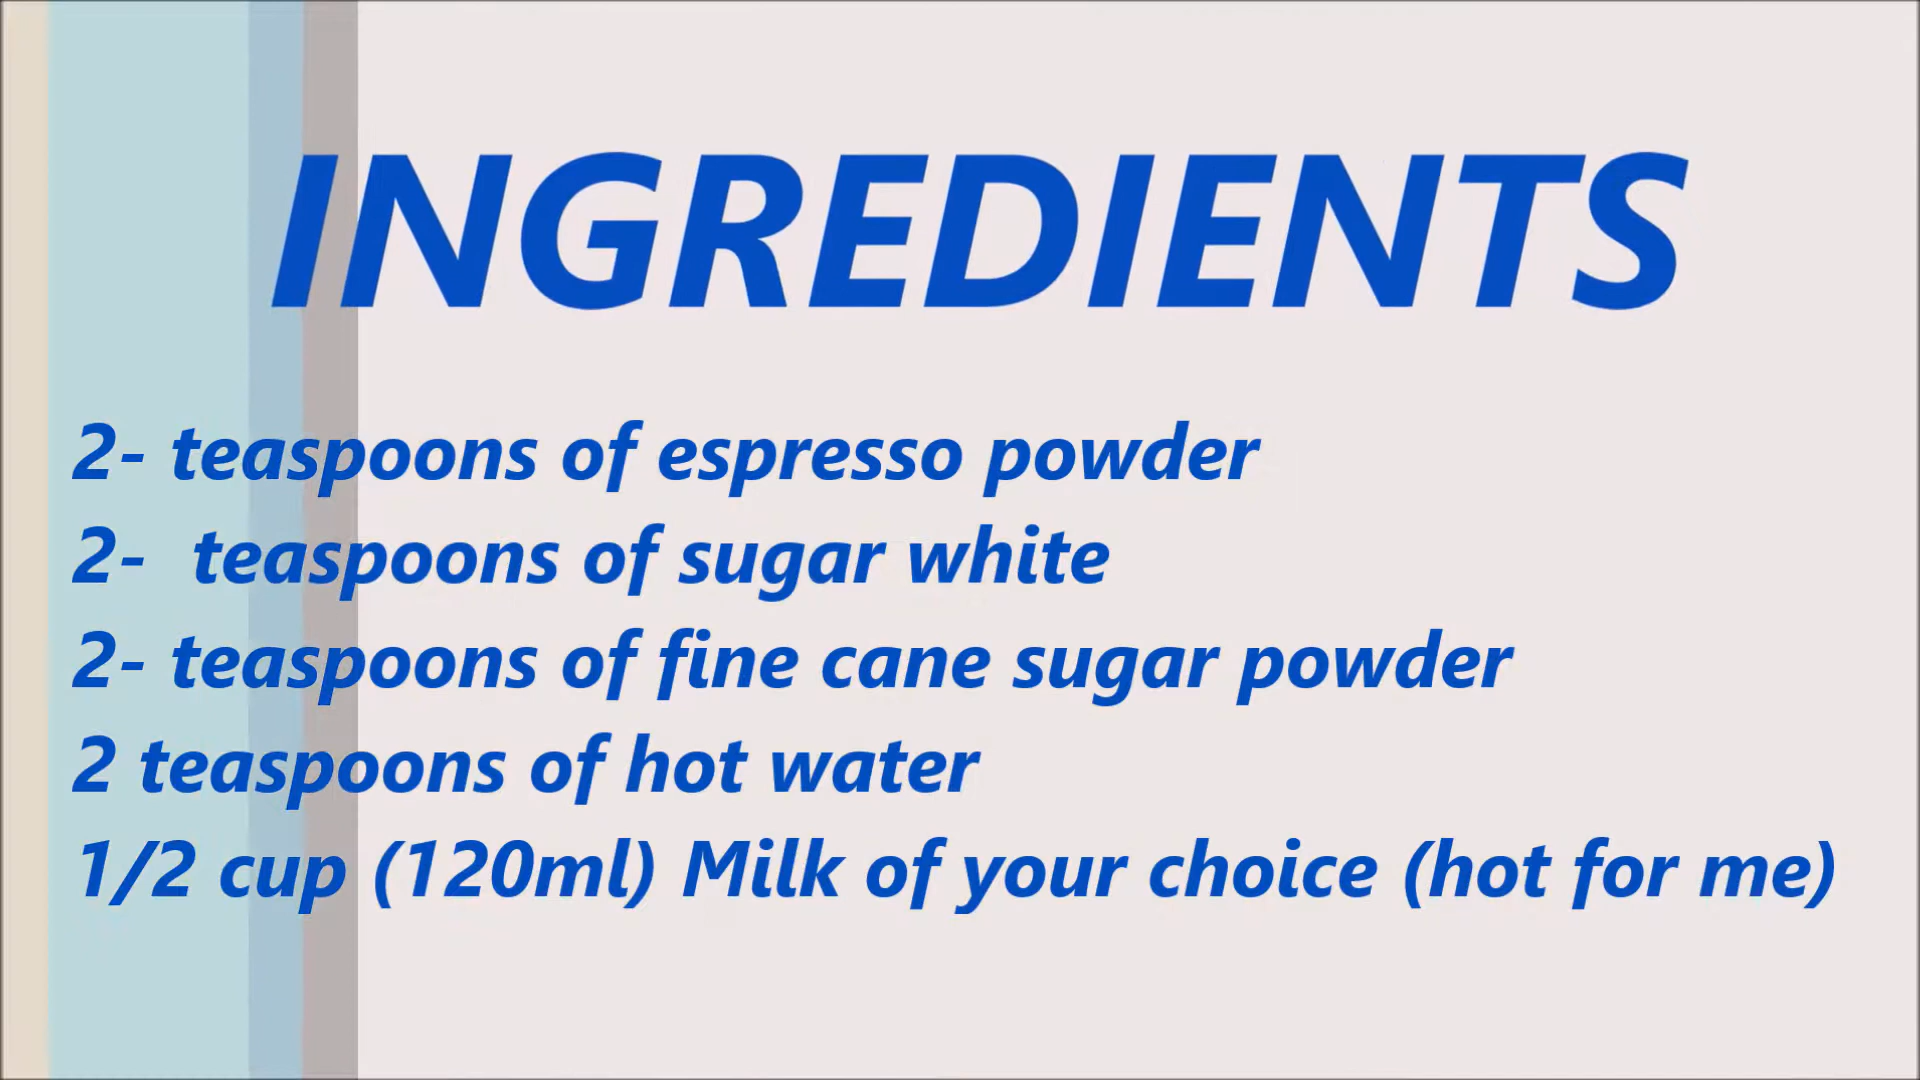 INGREDIENTS
2- teaspoons of espresso powder
2-  teaspoons of sugar white
2- teaspoons of fine cane sugar powder
2 teaspoons of hot water
1/2 cup (120ml) Milk of your choice (hot for me)